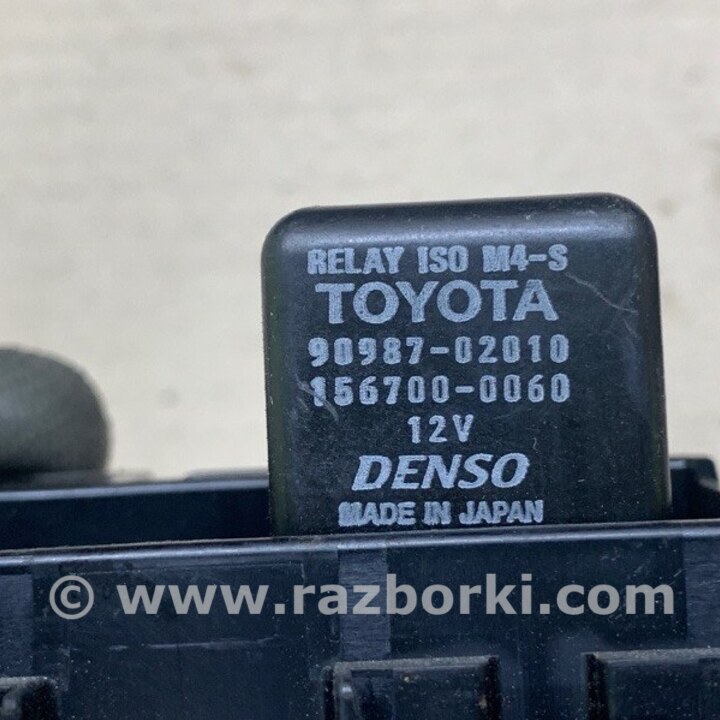 RELAY ISO M4-S
TOYOTA
90987-02010
156700-0060
12V
DENSO
MADE IN JAPAN
© www.razborki.com